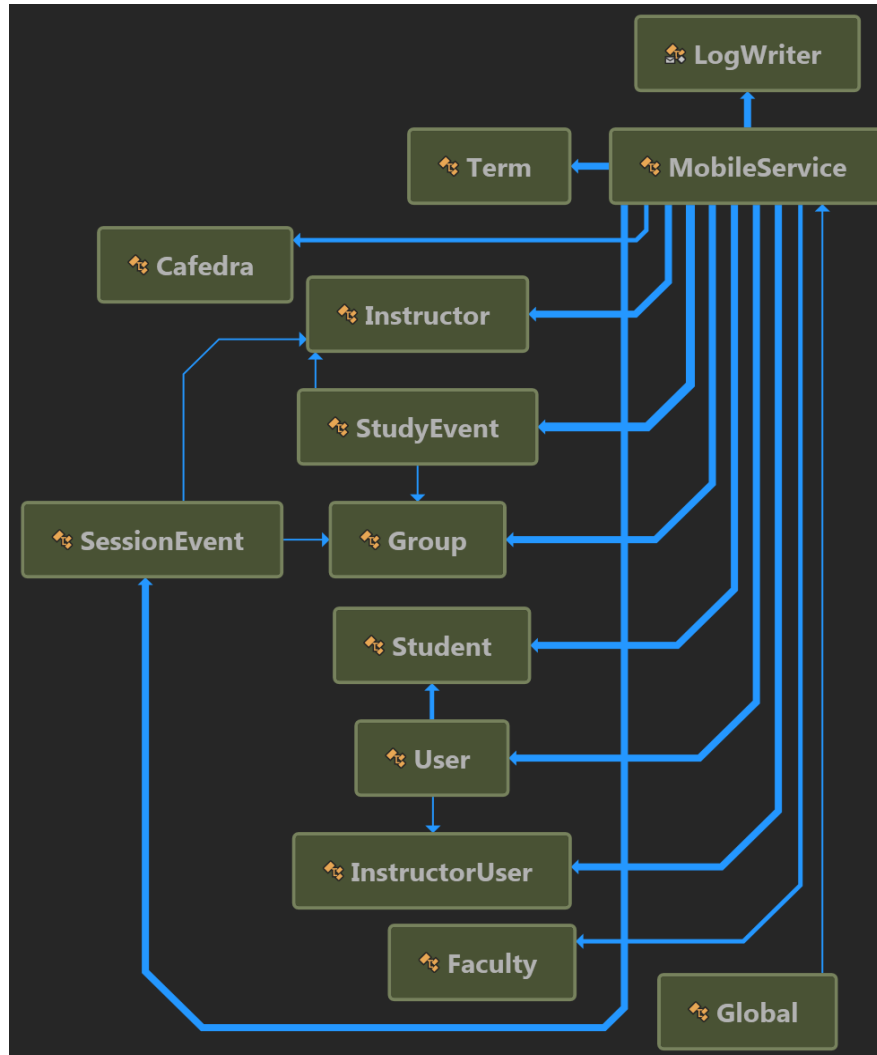 LogWriter
Term
MobileService
Cafedra
Instructor
StudyEvent
SessionEvent
Group
Student
User
InstructorUser
Faculty
Global